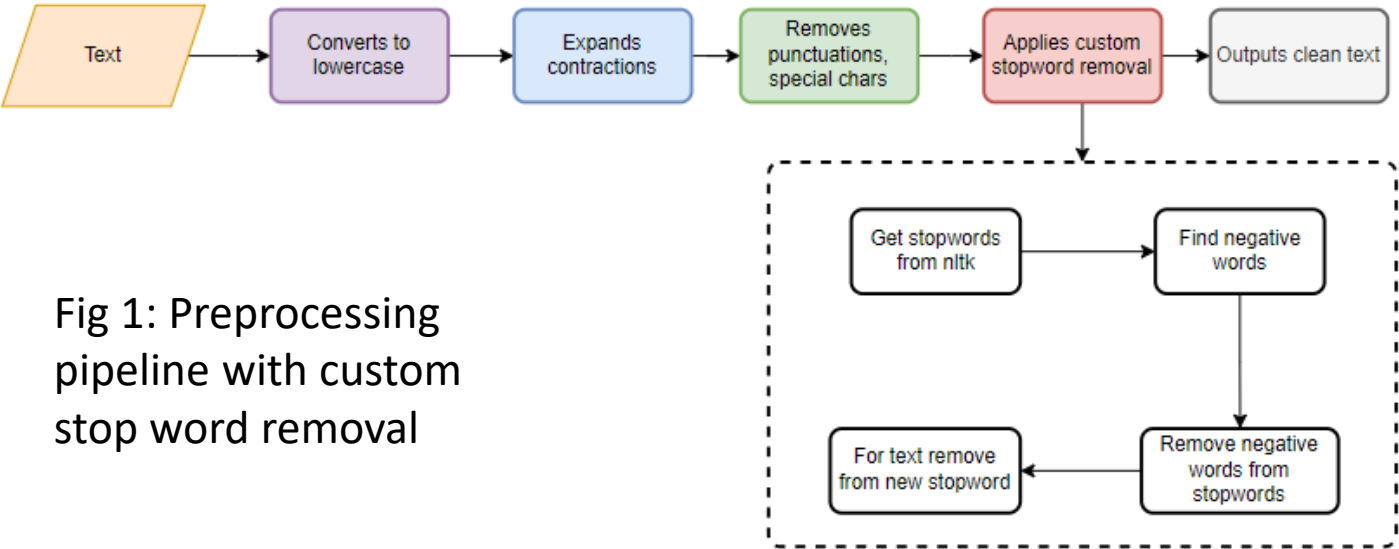 Text
Converts to
lowercase
Expands
contractions
Removes
punctuations,
special chars
Applies custom
stopword removal
Outputs clean text
Get stopwords
from nltk
Find negative
words
Remove negative
words from
stopwords
For text remove
from new stopword
Fig 1: Preprocessing
pipeline with custom
stop word removal